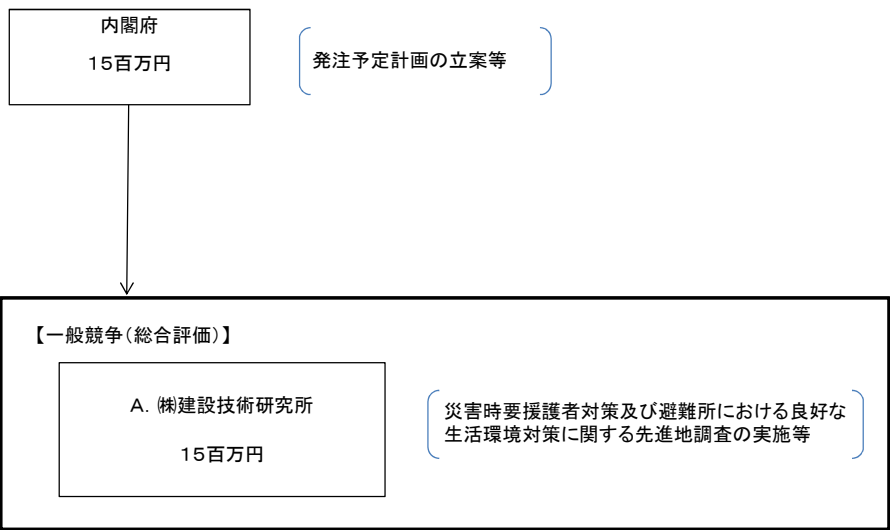 内閣府
15百万円
発注予定計画の立案等
【一般競争（総合評価）】
A. ㈱建設技術研究所
15百万円
災害時要援護者対策及び避難所における良好な
生活環境対策に関する先進地調査の実施等